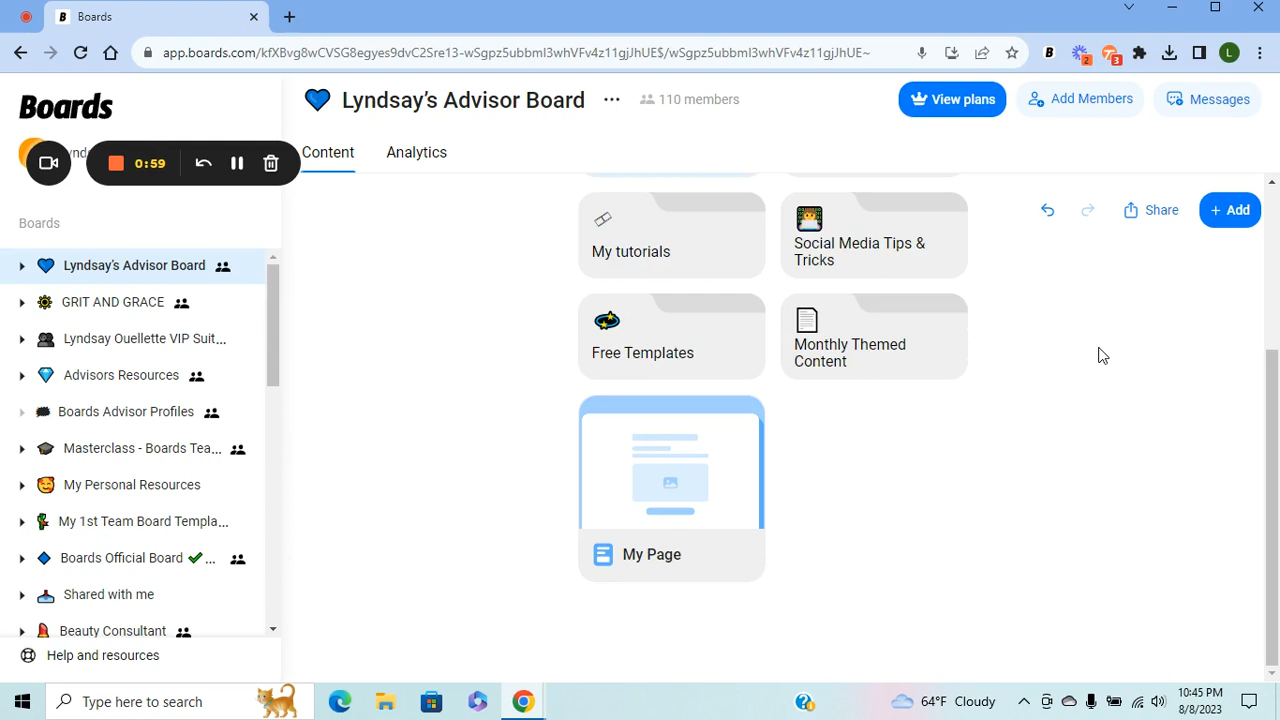 Boards
app.boards.com/kfXBvg8wCVSG8egyes9dvC2Sre13-wSgpz5ubbmI3whVFv4z11gjJhUE$/wSgpz5ubbmI3whVFv4z11gjJhUE~
B
2
3
L
Boards
Lyndsay's Advisor Board
110 members
View plans
Add Members
Messages
0:59
Content
Analytics
Share
+ Add
Boards
Lyndsay's Advisor Board
GRIT AND GRACE
Lyndsay Ouellette VIP Suit...
Advisors Resources
Boards Advisor Profiles
Masterclass - Boards Tea...
My Personal Resources
My 1st Team Board Templa...
Boards Official Board ...
Shared with me
Beauty Consultant
Help and resources
My tutorials
Social Media Tips &
Tricks
Free Templates
Monthly Themed
Content
My Page
Type here to search
64°F Cloudy
10:45 PM
8/8/2023